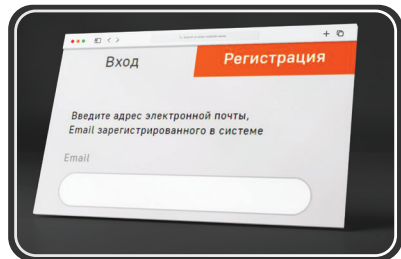 Вход
Регистрация
Введите адрес электронной почты,
Email зарегистрированного в системе
Email